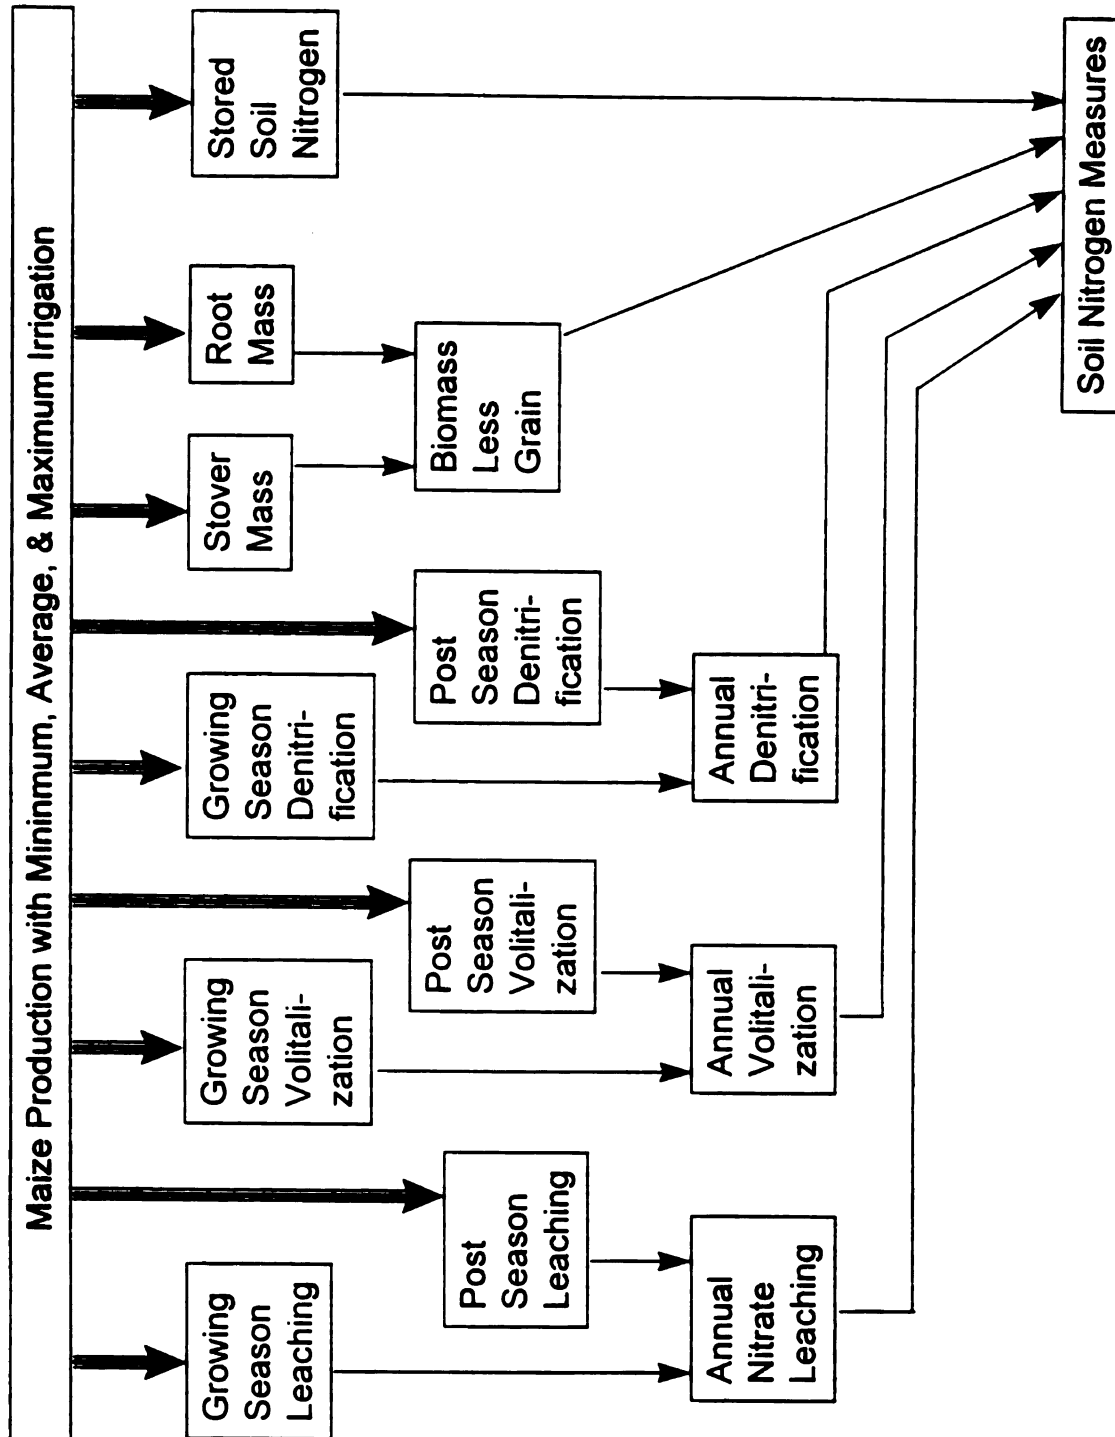 Maize Production with Mininmum, Average, & Maximum Irrigation
Growing
Season
Leaching
Post
Season
Leaching
Annual
Nitrate
Leaching
Growing
Season
Volitali-
zation
Post
Season
Volitali-
zation
Annual
Volitali-
zation
Growing
Season
Denitri-
fication
Post
Season
Denitri-
fication
Annual
Denitri-
fication
Stover
Mass
Root
Mass
Biomass
Less
Grain
Stored
Soil
Nitrogen
Soil Nitrogen Measures